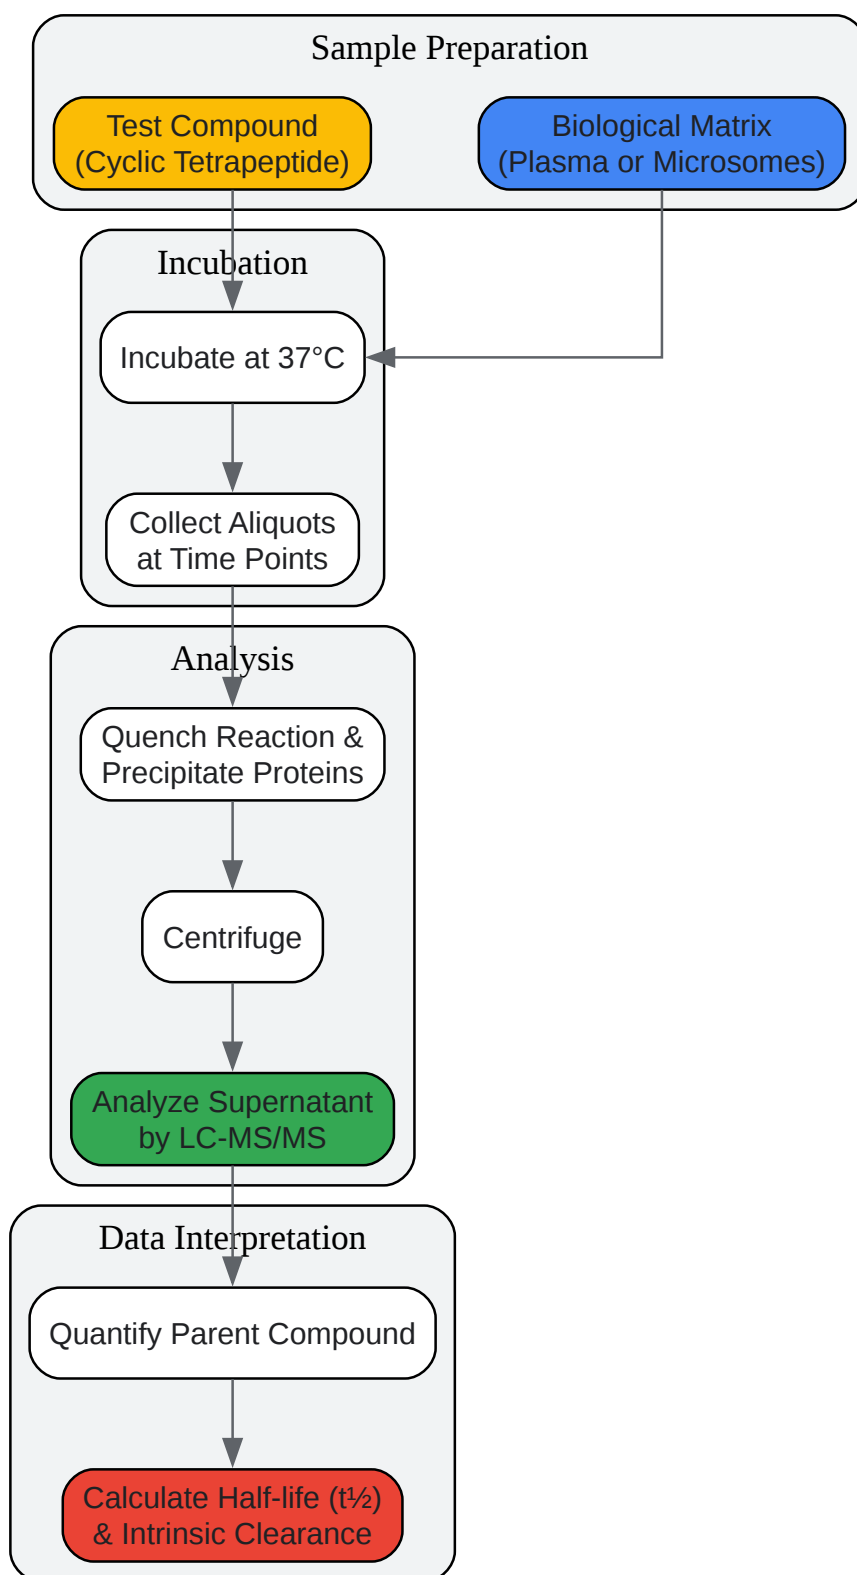 Sample Preparation
Test Compound
(Cyclic Tetrapeptide)
Biological Matrix
(Plasma or Microsomes)
Incubation
Incubate at 37°C
Collect Aliquots
at Time Points
Analysis
Quench Reaction &
Precipitate Proteins
Centrifuge
Analyze Supernatant
by LC-MS/MS
Data Interpretation
Quantify Parent Compound
Calculate Half-life (t½)
& Intrinsic Clearance